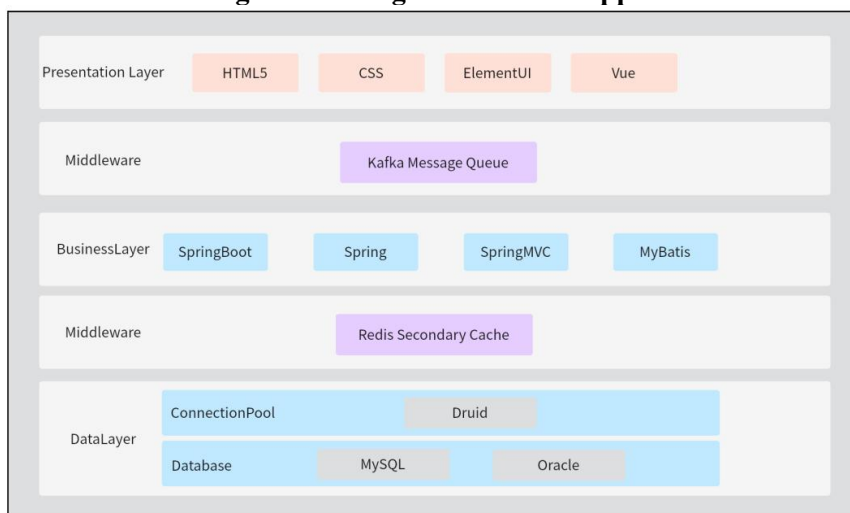 Presentation Layer HTML5 CSS ElementUI Vue
Middleware Kafka Message Queue
BusinessLayer SpringBoot Spring SpringMVC MyBatis
Middleware Redis Secondary Cache
ConnectionPool Druid
DataLayer
Database MySQL Oracle